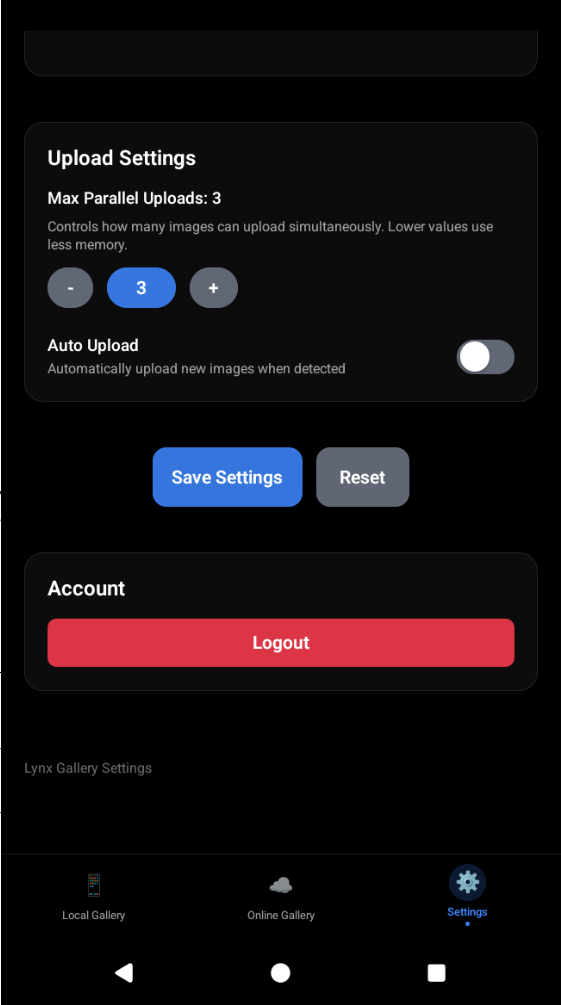 Upload Settings
Max Parallel Uploads: 3
Controls how many images can upload simultaneously. Lower values use
less memory.
- 3 +
Auto Upload
Automatically upload new images when detected
Save Settings Reset
Account
Logout
Lynx Gallery Settings
Local Gallery Online Gallery Settings